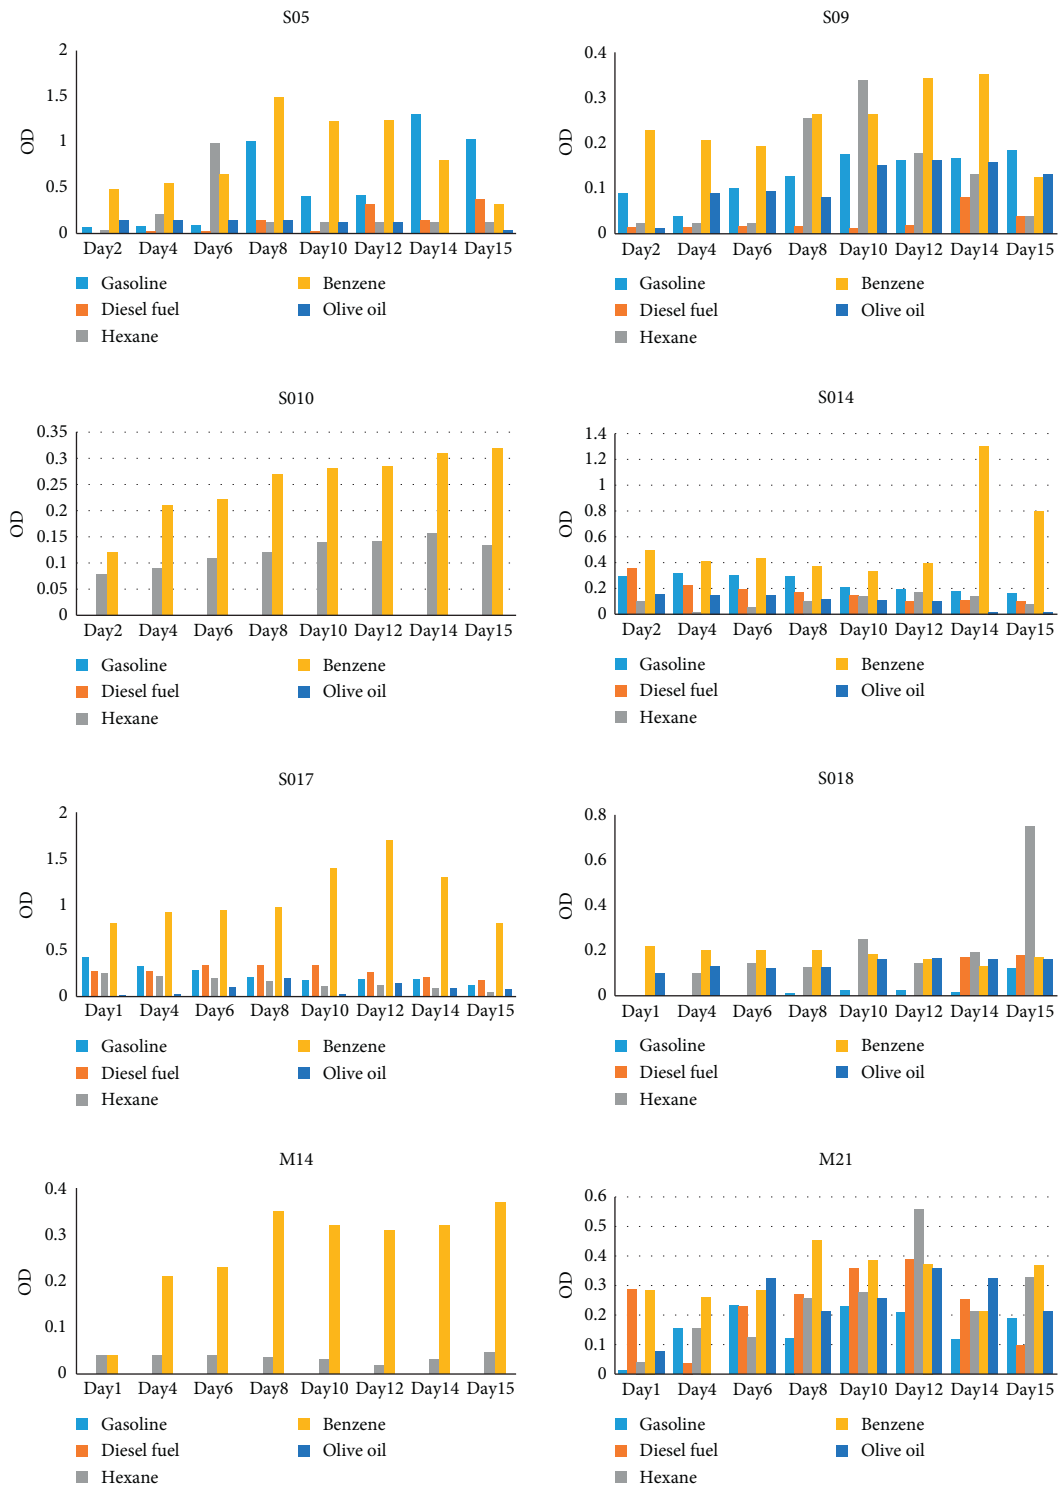 S05
OD
2
1.5
1
0.5
0
Day2 Day4 Day6 Day8 Day10 Day12 Day14 Day15
Gasoline Benzene
Diesel fuel Olive oil
Hexane
S09
OD
0.4
0.3
0.2
0.1
0
Day2 Day4 Day6 Day8 Day10 Day12 Day14 Day15
Gasoline Benzene
Diesel fuel Olive oil
Hexane
S010
OD
0.35
0.3
0.25
0.2
0.15
0.1
0.05
0
Day2 Day4 Day6 Day8 Day10 Day12 Day14 Day15
Gasoline Benzene
Diesel fuel Olive oil
Hexane
S014
OD
1.4
1.2
1
0.8
0.6
0.4
0.2
0
Day2 Day4 Day6 Day8 Day10 Day12 Day14 Day15
Gasoline Benzene
Diesel fuel Olive oil
Hexane
S017
OD
2
1.5
1
0.5
0
Day1 Day4 Day6 Day8 Day10 Day12 Day14 Day15
Gasoline Benzene
Diesel fuel Olive oil
Hexane
S018
OD
0.8
0.6
0.4
0.2
0
Day1 Day4 Day6 Day8 Day10 Day12 Day14 Day15
Gasoline Benzene
Diesel fuel Olive oil
Hexane
M14
OD
0.4
0.3
0.2
0.1
0
Day1 Day4 Day6 Day8 Day10 Day12 Day14 Day15
Gasoline Benzene
Diesel fuel Olive oil
Hexane
M21
OD
0.6
0.5
0.4
0.3
0.2
0.1
0
Day1 Day4 Day6 Day8 Day10 Day12 Day14 Day15
Gasoline Benzene
Diesel fuel Olive oil
Hexane